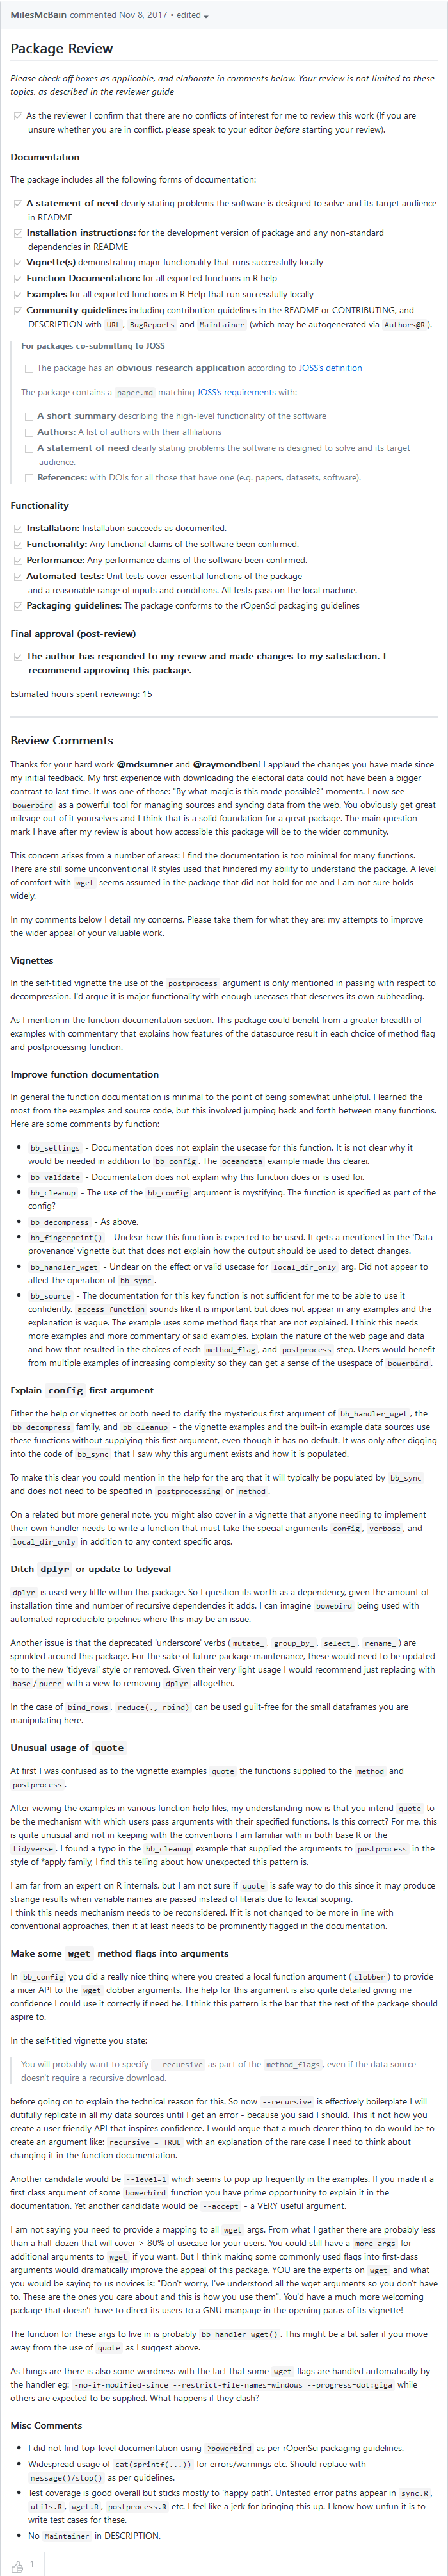 MilesMcBain commented Nov 8, 2017 • edited
Package Review
Please check off boxes as applicable, and elaborate in comments below. Your review is not limited to these
topics, as described in the reviewer guide
As the reviewer I confirm that there are no conflicts of interest for me to review this work (If you are
unsure whether you are in conflict, please speak to your editor before starting your review).
Documentation
The package includes all the following forms of documentation:
A statement of need clearly stating problems the software is designed to solve and its target audience
in README
Installation instructions: for the development version of package and any non-standard
dependencies in README
Vignette(s) demonstrating major functionality that runs successfully locally
Function Documentation: for all exported functions in R help
Examples for all exported functions in R Help that run successfully locally
Community guidelines including contribution guidelines in the README or CONTRIBUTING, and
DESCRIPTION with URL, BugReports and Maintainer (which may be autogenerated via Authors@R).
For packages co-submitting to JOSS
The package has an obvious research application according to JOSS's definition
The package contains a paper.md matching JOSS's requirements with:
A short summary describing the high-level functionality of the software
Authors: A list of authors with their affiliations
A statement of need clearly stating problems the software is designed to solve and its target
audience.
References: with DOIs for all those that have one (e.g. papers, datasets, software).
Functionality
Installation: Installation succeeds as documented.
Functionality: Any functional claims of the software been confirmed.
Performance: Any performance claims of the software been confirmed.
Automated tests: Unit tests cover essential functions of the package
and a reasonable range of inputs and conditions. All tests pass on the local machine.
Packaging guidelines: The package conforms to the rOpenSci packaging guidelines
Final approval (post-review)
The author has responded to my review and made changes to my satisfaction. I
recommend approving this package.
Estimated hours spent reviewing: 15
Review Comments
Thanks for your hard work @mdsumner and @raymondben! I applaud the changes you have made since
my initial feedback. My first experience with downloading the electoral data could not have been a bigger
contrast to last time. It was one of those: "By what magic is this made possible?" moments. I now see
bowerbird as a powerful tool for managing sources and syncing data from the web. You obviously get great
mileage out of it yourselves and I think that is a solid foundation for a great package. The main question
mark I have after my review is about how accessible this package will be to the wider community.
This concern arises from a number of areas: I find the documentation is too minimal for many functions.
There are still some unconventional R styles used that hindered my ability to understand the package. A level
of comfort with wget seems assumed in the package that did not hold for me and I am not sure holds
widely.
In my comments below I detail my concerns. Please take them for what they are: my attempts to improve
the wider appeal of your valuable work.
Vignettes
In the self-titled vignette the use of the postprocess argument is only mentioned in passing with respect to
decompression. I'd argue it is major functionality with enough usecases that deserves its own subheading.
As I mention in the function documentation section. This package could benefit from a greater breadth of
examples with commentary that explains how features of the datasource result in each choice of method flag
and postprocessing function.
Improve function documentation
In general the function documentation is minimal to the point of being somewhat unhelpful. I learned the
most from the examples and source code, but this involved jumping back and forth between many functions.
Here are some comments by function:
bb_settings - Documentation does not explain the usecase for this function. It is not clear why it
would be needed in addition to bb_config. The oceandata example made this clearer.
bb_validate - Documentation does not explain why this function does or is used for.
bb_cleanup - The use of the bb_config argument is mystifying. The function is specified as part of the
config?
bb_decompress - As above.
bb_fingerprint() - Unclear how this function is expected to be used. It gets a mentioned in the 'Data
provenance' vignette but that does not explain how the output should be used to detect changes.
bb_handler_wget - Unclear on the effect or valid usecase for local_dir_only arg. Did not appear to
affect the operation of bb_sync.
bb_source - The documentation for this key function is not sufficient for me to be able to use it
confidently. access_function sounds like it is important but does not appear in any examples and the
explanation is vague. The example uses some method flags that are not explained. I think this needs
more examples and more commentary of said examples. Explain the nature of the web page and data
and how that resulted in the choices of each method_flag, and postprocess step. Users would benefit
from multiple examples of increasing complexity so they can get a sense of the usespace of bowerbird.
Explain config first argument
Either the help or vignettes or both need to clarify the mysterious first argument of bb_handler_wget, the
bb_decompress family, and bb_cleanup - the vignette examples and the built-in example data sources use
these functions without supplying this first argument, even though it has no default. It was only after digging
into the code of bb_sync that I saw why this argument exists and how it is populated.
To make this clear you could mention in the help for the arg that it will typically be populated by bb_sync
and does not need to be specified in postprocessing or method.
On a related but more general note, you might also cover in a vignette that anyone needing to implement
their own handler needs to write a function that must take the special arguments config, verbose, and
local_dir_only in addition to any context specific args.
Ditch dplyr or update to tidyeval
dplyr is used very little within this package. So I question its worth as a dependency, given the amount of
installation time and number of recursive dependencies it adds. I can imagine bowebird being used with
automated reproducible pipelines where this may be an issue.
Another issue is that the deprecated 'underscore' verbs (mutate_, group_by_, select_, rename_) are
sprinkled around this package. For the sake of future package maintenance, these would need to be updated
to to the new 'tidyeval' style or removed. Given their very light usage I would recommend just replacing with
base/purrr with a view to removing dplyr altogether.
In the case of bind_rows, reduce(., rbind) can be used guilt-free for the small dataframes you are
manipulating here.
Unusual usage of quote
At first I was confused as to the vignette examples quote the functions supplied to the method and
postprocess.
After viewing the examples in various function help files, my understanding now is that you intend quote to
be the mechanism with which users pass arguments with their specified functions. Is this correct? For me, this
is quite unusual and not in keeping with the conventions I am familiar with in both base R or the
tidyverse. I found a typo in the bb_cleanup example that supplied the arguments to postprocess in the
style of *apply family, I find this telling about how unexpected this pattern is.
I am far from an expert on R internals, but I am not sure if quote is safe way to do this since it may produce
strange results when variable names are passed instead of literals due to lexical scoping.
I think this needs mechanism to be reconsidered. If it is not changed to be more in line with
conventional approaches, then it at least needs to be prominently flagged in the documentation.
Make some wget method flags into arguments
In bb_config you did a really nice thing where you created a local function argument (clobber) to provide
a nicer API to the wget clobber arguments. The help for this argument is also quite detailed giving me
confidence I could use it correctly if need be. I think this pattern is the bar that the rest of the package should
aspire to.
In the self-titled vignette you state:
You will probably want to specify --recursive as part of the method_flags, even if the data source
doesn't require a recursive download.
before going on to explain the technical reason for this. So now --recursive is effectively boilerplate I will
dutifully replicate in all my data sources until I get an error - because you said I should. This it not how you
create a user friendly API that inspires confidence. I would argue that a much clearer thing to do would be to
create an argument like: recursive = TRUE with an explanation of the rare case I need to think about
changing it in the function documentation.
Another candidate would be --level=1 which seems to pop up frequently in the examples. If you made it a
first class argument of some bowerbird function you have prime opportunity to explain it in the
documentation. Yet another candidate would be --accept - a VERY useful argument.
I am not saying you need to provide a mapping to all wget args. From what I gather there are probably less
than a half-dozen that will cover > 80% of usecase for your users. You could still have a more-args for
additional arguments to wget if you want. But I think making some commonly used flags into first-class
arguments would dramatically improve the appeal of this package. YOU are the experts on wget and what
you would be saying to us novices is: "Don't worry, I've understood all the wget arguments so you don't have
to. These are the ones you care about and this is how you use them". You'd have a much more welcoming
package that doesn't have to direct its users to a GNU manpage in the opening paras of its vignette!
The function for these args to live in is probably bb_handler_wget(). This might be a bit safer if you move
away from the use of quote as I suggest above.
As things are there is also some weirdness with the fact that some wget flags are handled automatically by
the handler eg: -no-if-modified-since --restrict-file-names=windows --progress=dot:giga while
others are expected to be supplied. What happens if they clash?
Misc Comments
I did not find top-level documentation using ?bowerbird as per rOpenSci packaging guidelines.
Widespread usage of cat(sprintf(...)) for errors/warnings etc. Should replace with
message()/stop() as per guidelines.
Test coverage is good overall but sticks mostly to 'happy path'. Untested error paths appear in sync.R,
utils.R, wget.R, postprocess.R etc. I feel like a jerk for bringing this up. I know how unfun it is to
write test cases for these.
No Maintainer in DESCRIPTION.
1